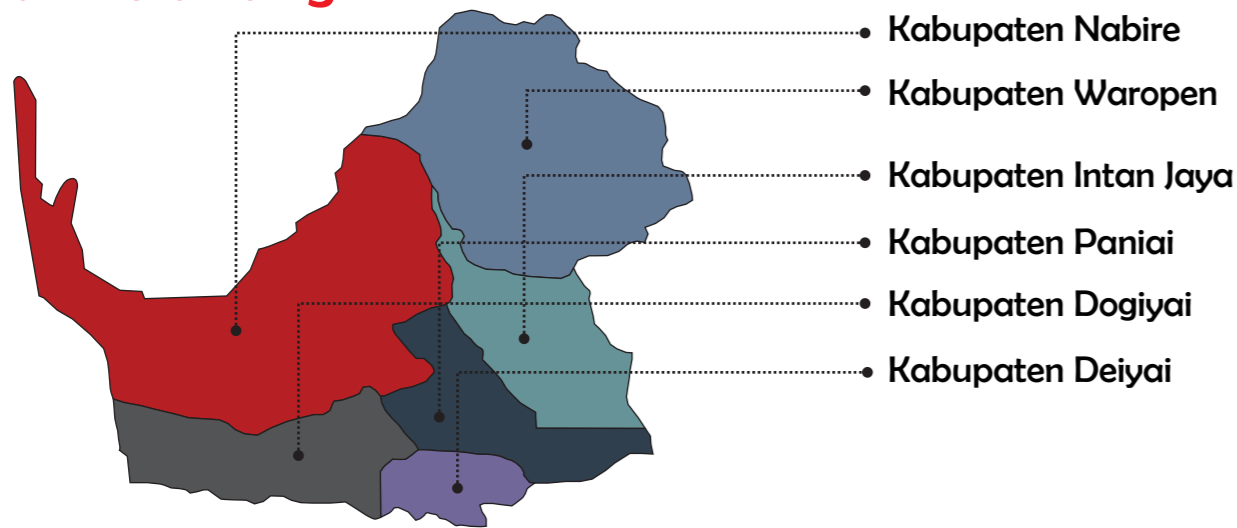 Kabupaten Nabire
Kabupaten Waropen
Kabupaten Intan Jaya
Kabupaten Paniai
Kabupaten Dogiyai
Kabupaten Deiyai